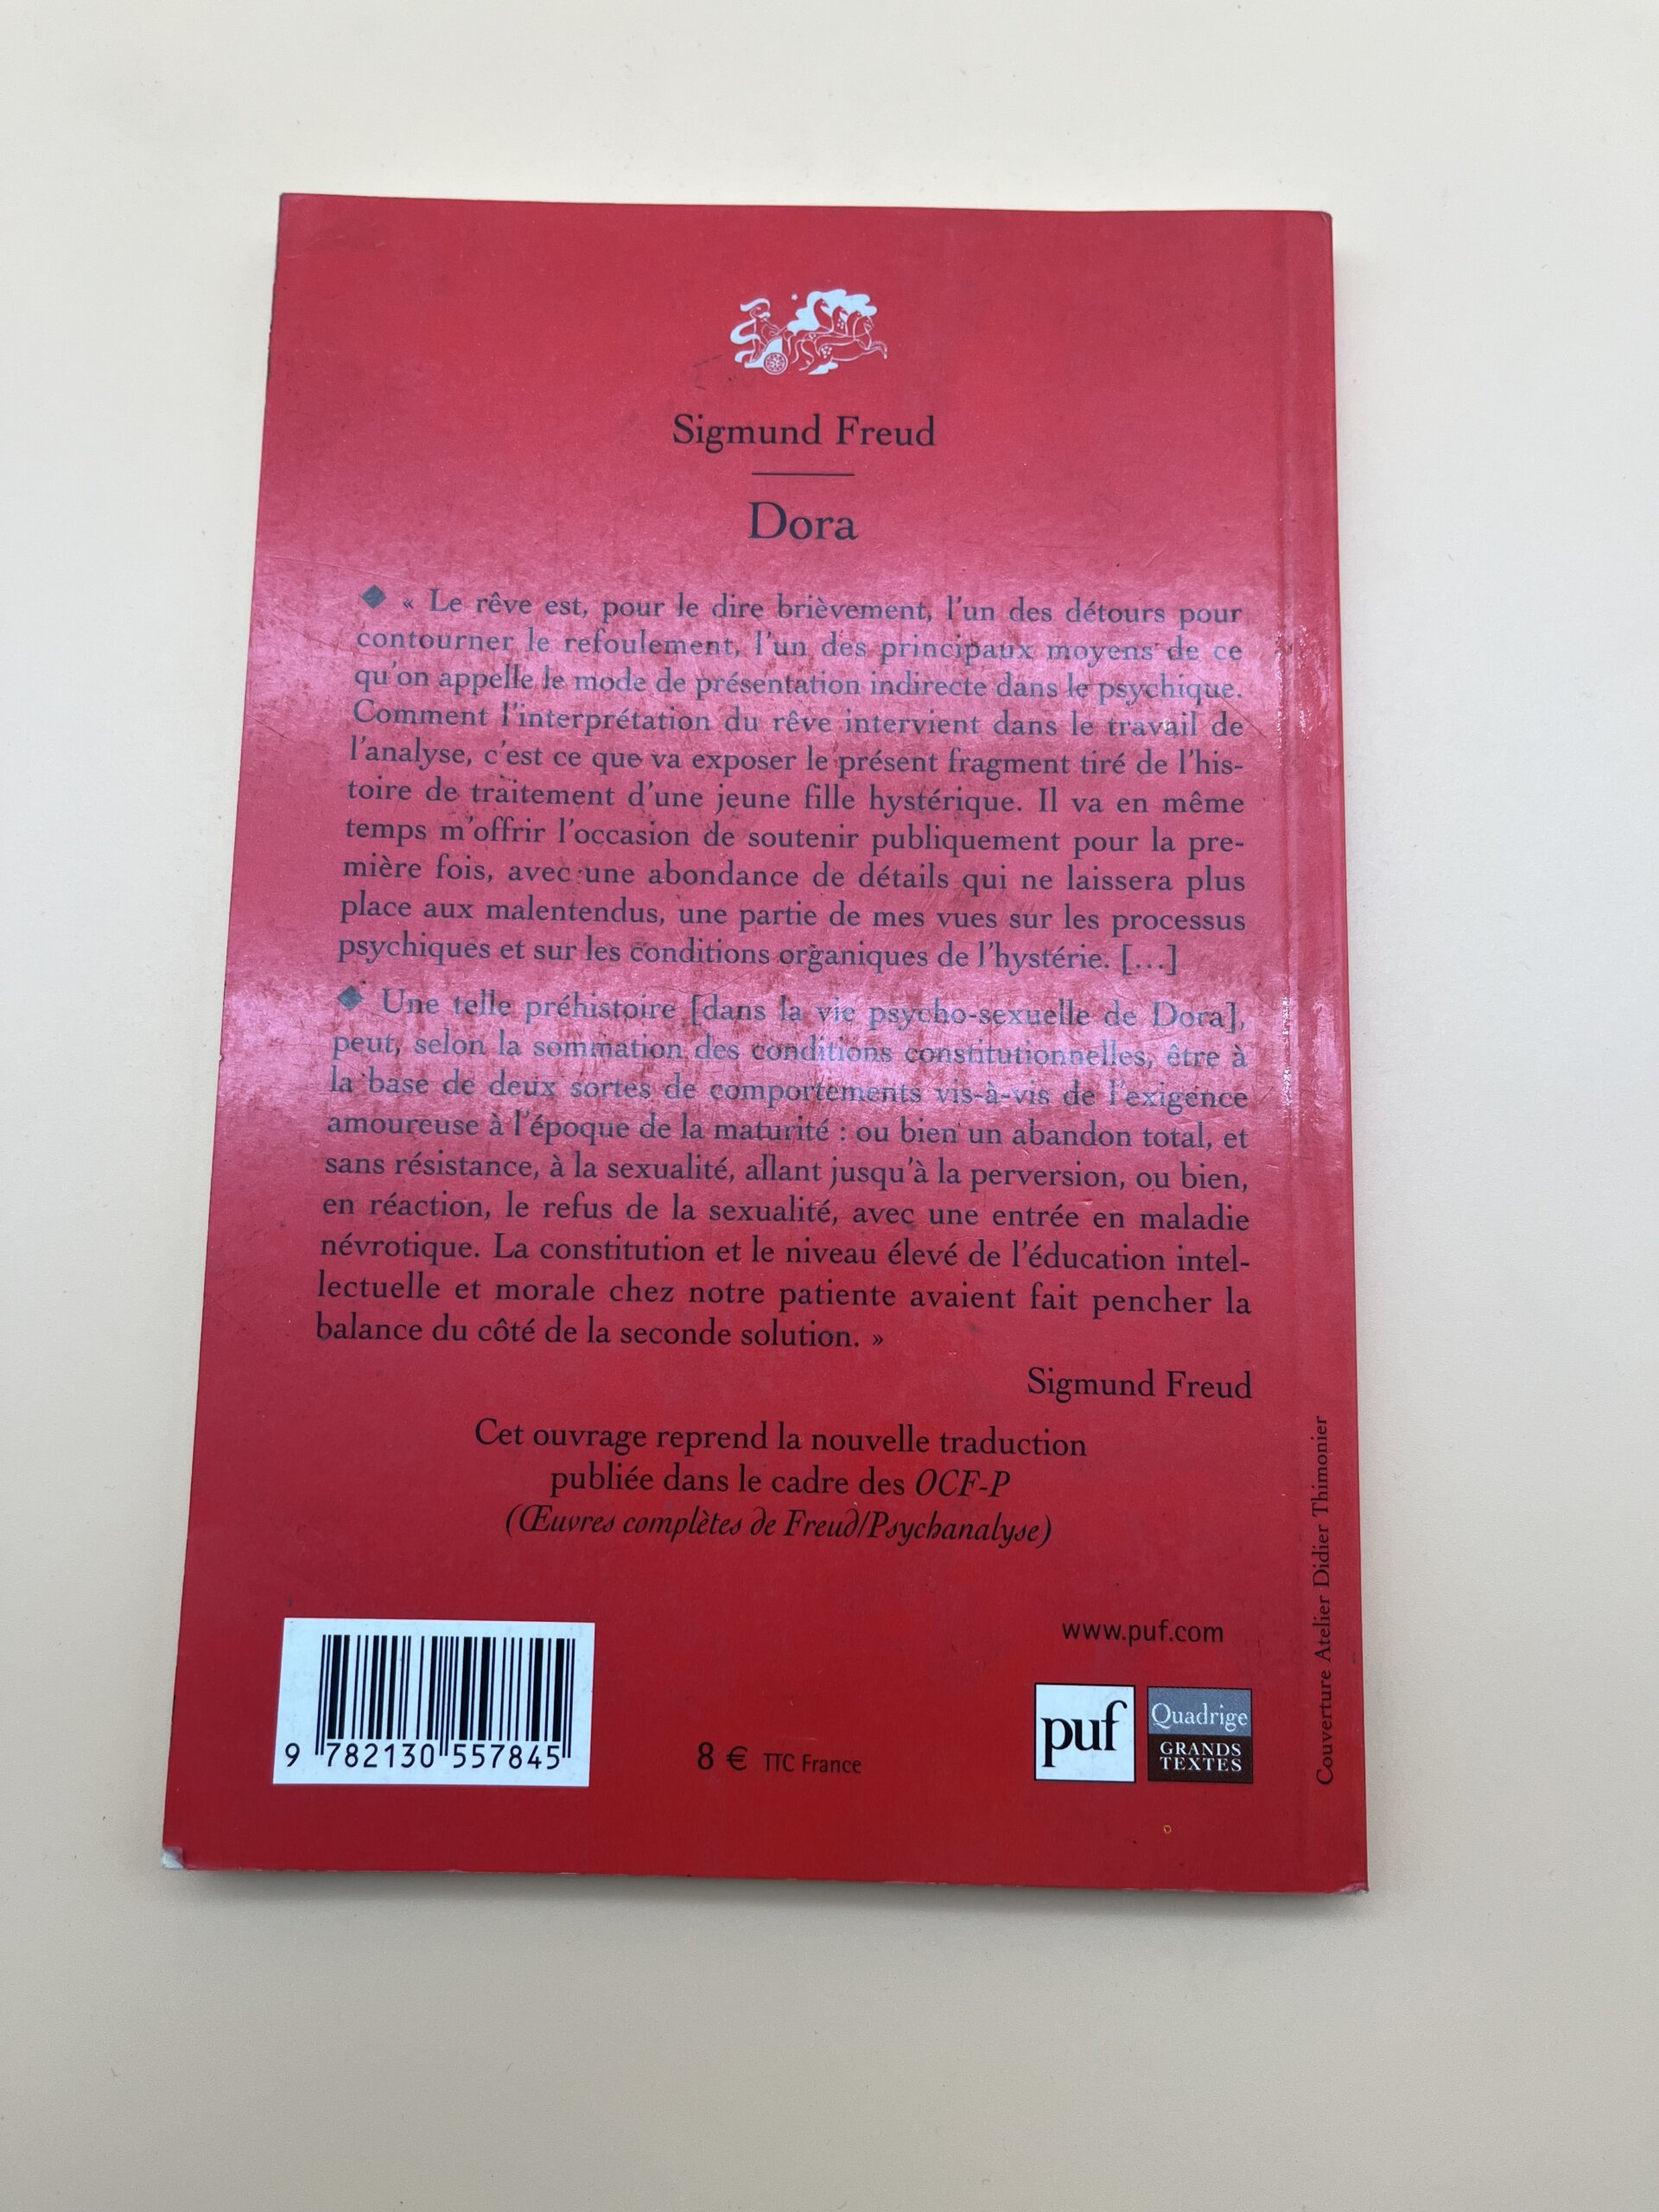 Sigmund Freud
Dora
◆ « Le rêve est, pour le dire brièvement, l'un des détours pour
contourner le refoulement, l'un des principaux moyens de ce
qu'on appelle le mode de présentation indirecte dans le psychique.
Comment l'interprétation du rêve intervient dans le travail de
l'analyse, c'est ce que va exposer le présent fragment tiré de l'his-
toire de traitement d'une jeune fille hystérique. Il va en même
temps m'offrir l'occasion de soutenir publiquement pour la pre-
mière fois, avec une abondance de détails qui ne laissera plus
place aux malentendus, une partie de mes vues sur les processus
psychiques et sur les conditions organiques de l'hystérie. [...]
◆ Une telle préhistoire [dans la vie psycho-sexuelle de Dora],
peut, selon la sommation des conditions constitutionnelles, être à
la base de deux sortes de comportements vis-à-vis de l'exigence
amoureuse à l'époque de la maturité : ou bien un abandon total, et
sans résistance, à la sexualité, allant jusqu'à la perversion, ou bien,
en réaction, le refus de la sexualité, avec une entrée en maladie
névrotique. La constitution et le niveau élevé de l'éducation intel-
lectuelle et morale chez notre patiente avaient fait pencher la
balance du côté de la seconde solution. »
Sigmund Freud
Cet ouvrage reprend la nouvelle traduction
publiée dans le cadre des OCF-P
(Œuvres complètes de Freud/Psychanalyse)
www.puf.com
9 782130 557845
8 € TTC France
puf
Quadrige
GRANDS
TEXTES
Couverture Atelier Didier Thimonier